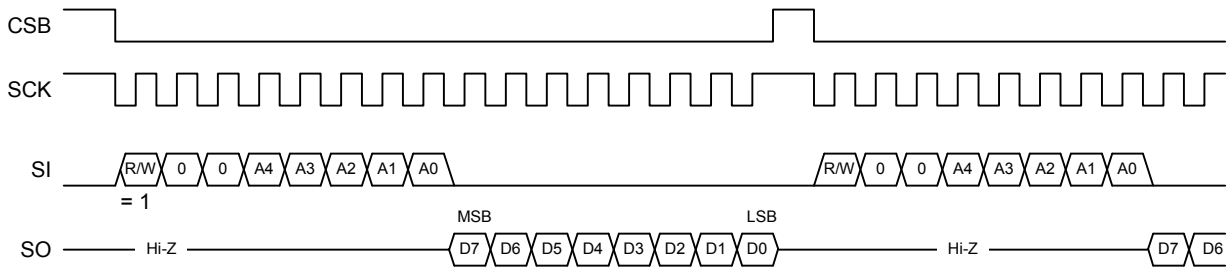 CSB
SCK
SI R/W 0 0 A4 A3 A2 A1 A0 R/W 0 0 A4 A3 A2 A1 A0
= 1
MSB LSB
SO Hi-Z D7 D6 D5 D4 D3 D2 D1 D0 Hi-Z D7 D6